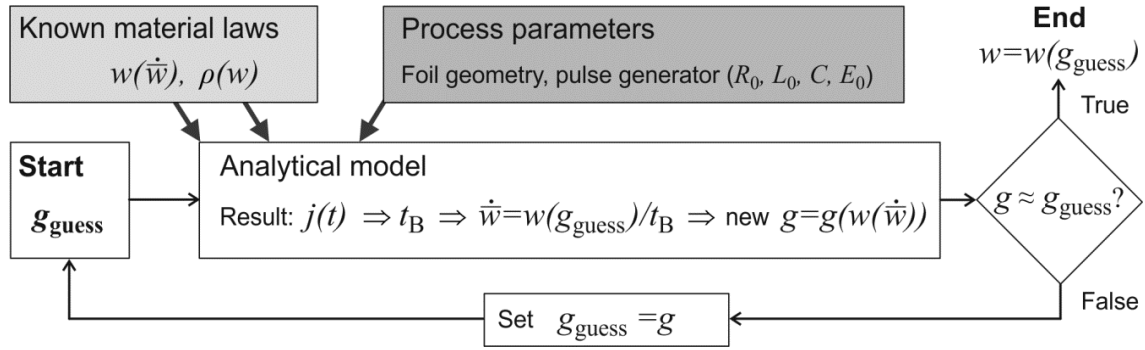 Known material laws
w(w̄̇), ρ(w)
Process parameters
Foil geometry, pulse generator (R₀, L₀, C, E₀)
End
w=w(g_guess)
True
Start
g_guess
Analytical model
Result: j(t) ⇒ t_B ⇒ w̄̇=w(g_guess)/t_B ⇒ new g=g(w(w̄̇))
g ≈ g_guess?
False
Set g_guess =g